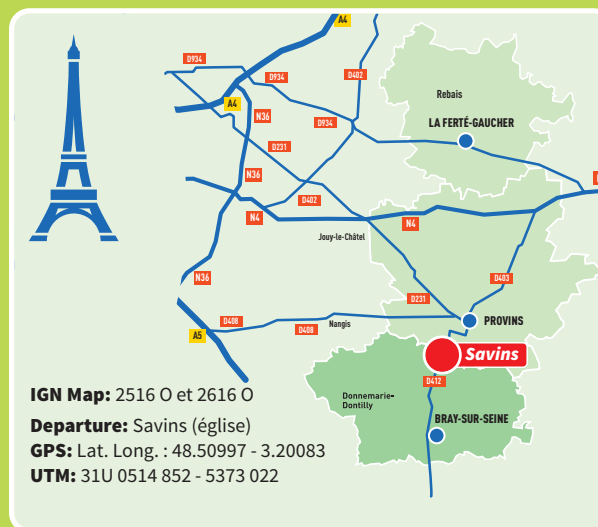 A4
D934
D934
D402
A4
Rebais
N36
LA FERTÉ-GAUCHER
D934
D231
N36
D402
N4
N4
Jouy-le-Châtel
N36
D403
D231
D408
D408
Nangis
PROVINS
A5
Savins
D412
IGN Map: 2516 O et 2616 O
Donnemarie-
Dontilly
Departure: Savins (église)
BRAY-SUR-SEINE
GPS: Lat. Long. : 48.50997 - 3.20083
UTM: 31U 0514 852 - 5373 022